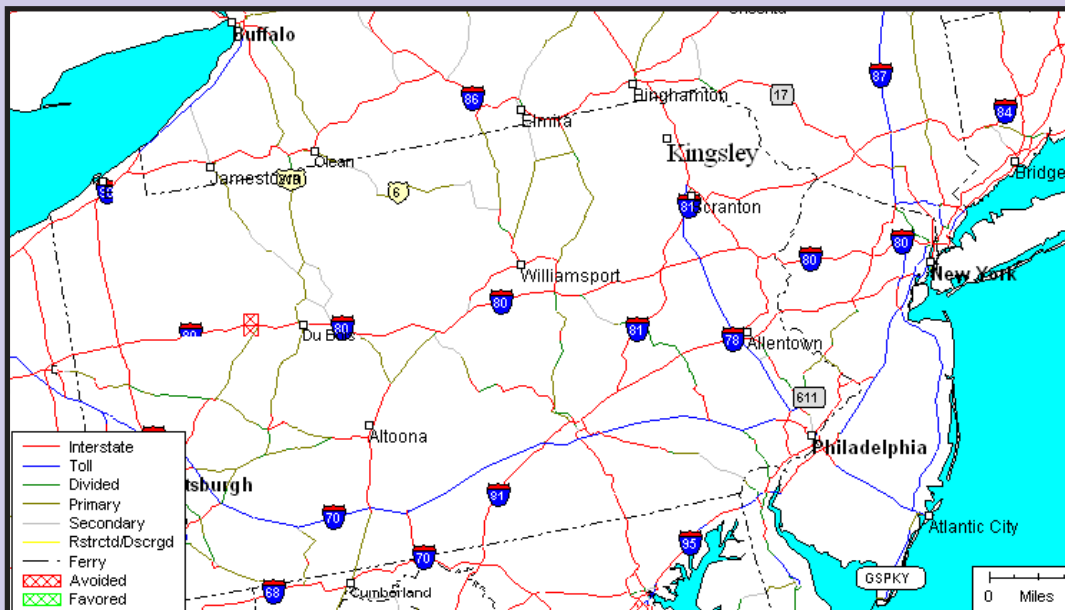 Buffalo
87
86
17
84
Elmira
Binghamton
Kingsley
Olean
Jamestown
Bridge
6
81
Scranton
80
80
New York
Williamsport
80
80
Du Bois
80
81
78
Allentown
611
Altoona
Philadelphia
Interstate
Toll
Divided
Primary
Secondary
Rstrctd/Dscrgd
Ferry
Avoided
Favored
tsburgh
81
70
Atlantic City
95
70
68
Cumberland
GSPKY
0 Miles